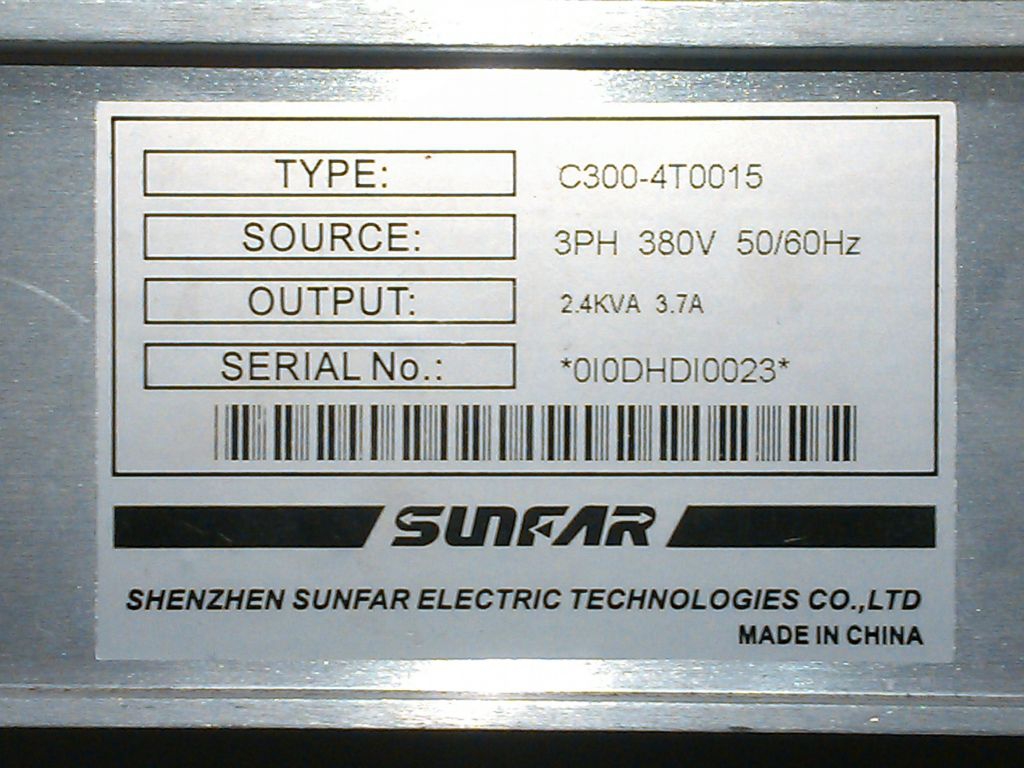 TYPE: C300-4T0015
SOURCE: 3PH 380V 50/60Hz
OUTPUT: 2.4KVA 3.7A
SERIAL No.: *0I0DHDI0023*
SUNFAR
SHENZHEN SUNFAR ELECTRIC TECHNOLOGIES CO.,LTD
MADE IN CHINA